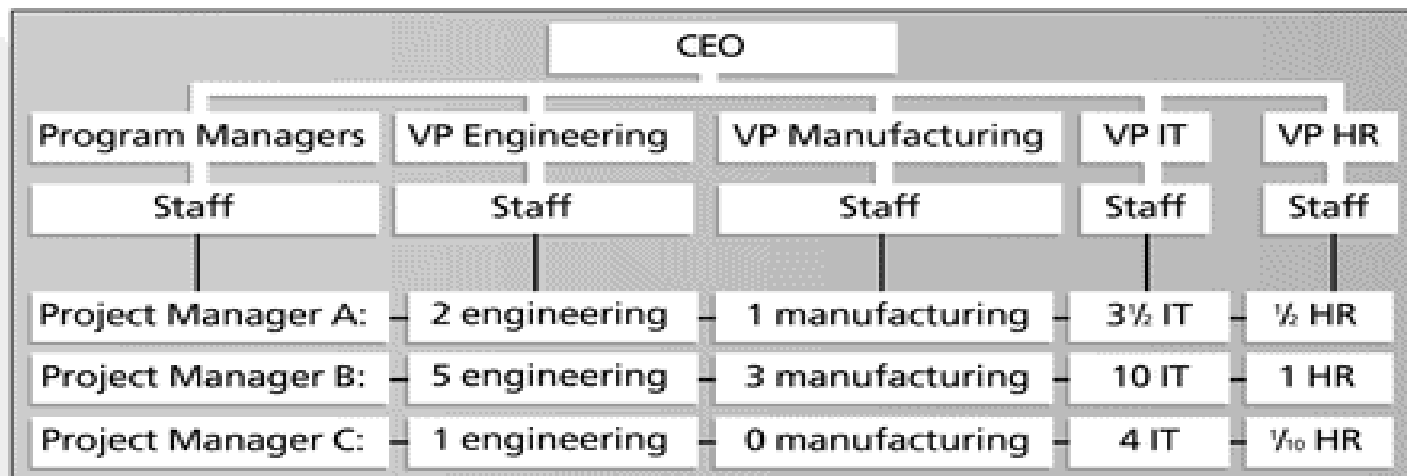 CEO
Program Managers VP Engineering VP Manufacturing VP IT VP HR
Staff Staff Staff Staff Staff
Project Manager A: 2 engineering 1 manufacturing 3½ IT ½ HR
Project Manager B: 5 engineering 3 manufacturing 10 IT 1 HR
Project Manager C: 1 engineering 0 manufacturing 4 IT 1/10 HR